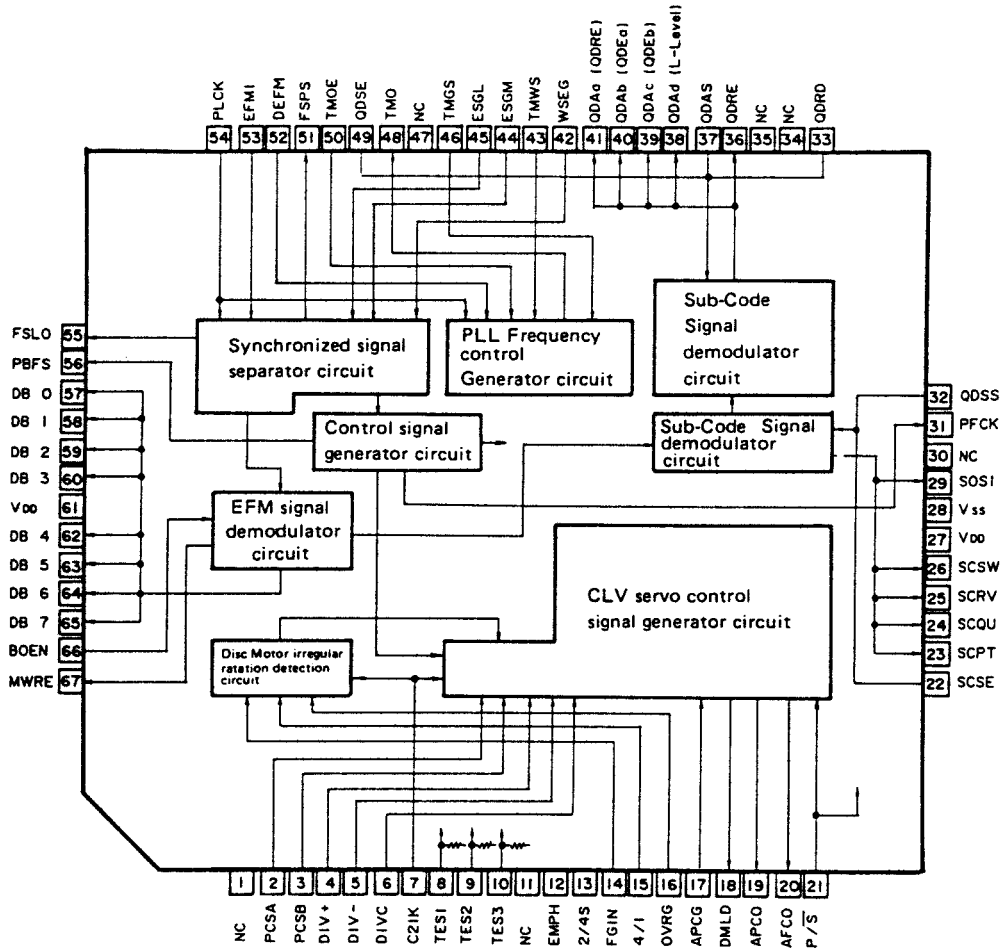 PLCK
EFMI
DEFM
FSPS
TMOE
QDSE
TMO
NC
TMGS
ESGL
ESGM
TMWS
WSEG
QDAa (QDRE)
QDAb (QDEa)
QDAc (QDEb)
QDAd (L-Level)
QDAS
QDRE
NC
NC
QDRD
54 53 52 51 50 49 48 47 46 45 44 43 42 41 40 39 38 37 36 35 34 33
FSLO 55
PBFS 56
DB 0 57
DB 1 58
DB 2 59
DB 3 60
VDD 61
DB 4 62
DB 5 63
DB 6 64
DB 7 65
BOEN 66
MWRE 67
Synchronized signal
separator circuit
PLL Frequency
control
Generator circuit
Sub-Code
Signal
demodulator
circuit
Control signal
generator circuit
Sub-Code Signal
demodulator
circuit
EFM signal
demodulator
circuit
CLV servo control
signal generator circuit
Disc Motor irregular
ratation detection
circuit
32 QDSS
31 PFCK
30 NC
29 SOSI
28 Vss
27 VDD
26 SCSW
25 SCRV
24 SCQU
23 SCPT
22 SCSE
1 2 3 4 5 6 7 8 9 10 11 12 13 14 15 16 17 18 19 20 21
NC
PCSA
PCSB
DIV+
DIV-
DIVC
C21K
TES1
TES2
TES3
NC
EMPH
2/4S
FGIN
4/1
OVRG
APCG
DMLD
APCO
AFCO
P/S̅